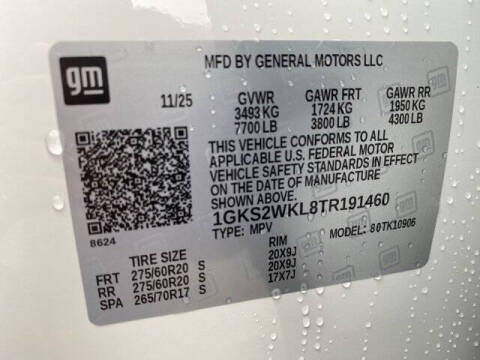 gm
MFD BY GENERAL MOTORS LLC
11/25 GVWR GAWR FRT GAWR RR
3493 KG 1724 KG 1950 KG
7700 LB 3800 LB 4300 LB
THIS VEHICLE CONFORMS TO ALL
APPLICABLE U.S. FEDERAL MOTOR
VEHICLE SAFETY STANDARDS IN EFFECT
ON THE DATE OF MANUFACTURE
SHOWN ABOVE.
1GKS2WKL8TR191460
TYPE: MPV MODEL: 80TK10906
8624
TIRE SIZE RIM
FRT 275/60R20 S 20X9J
RR 275/60R20 S 20X9J
SPA 265/70R17 S 17X7J